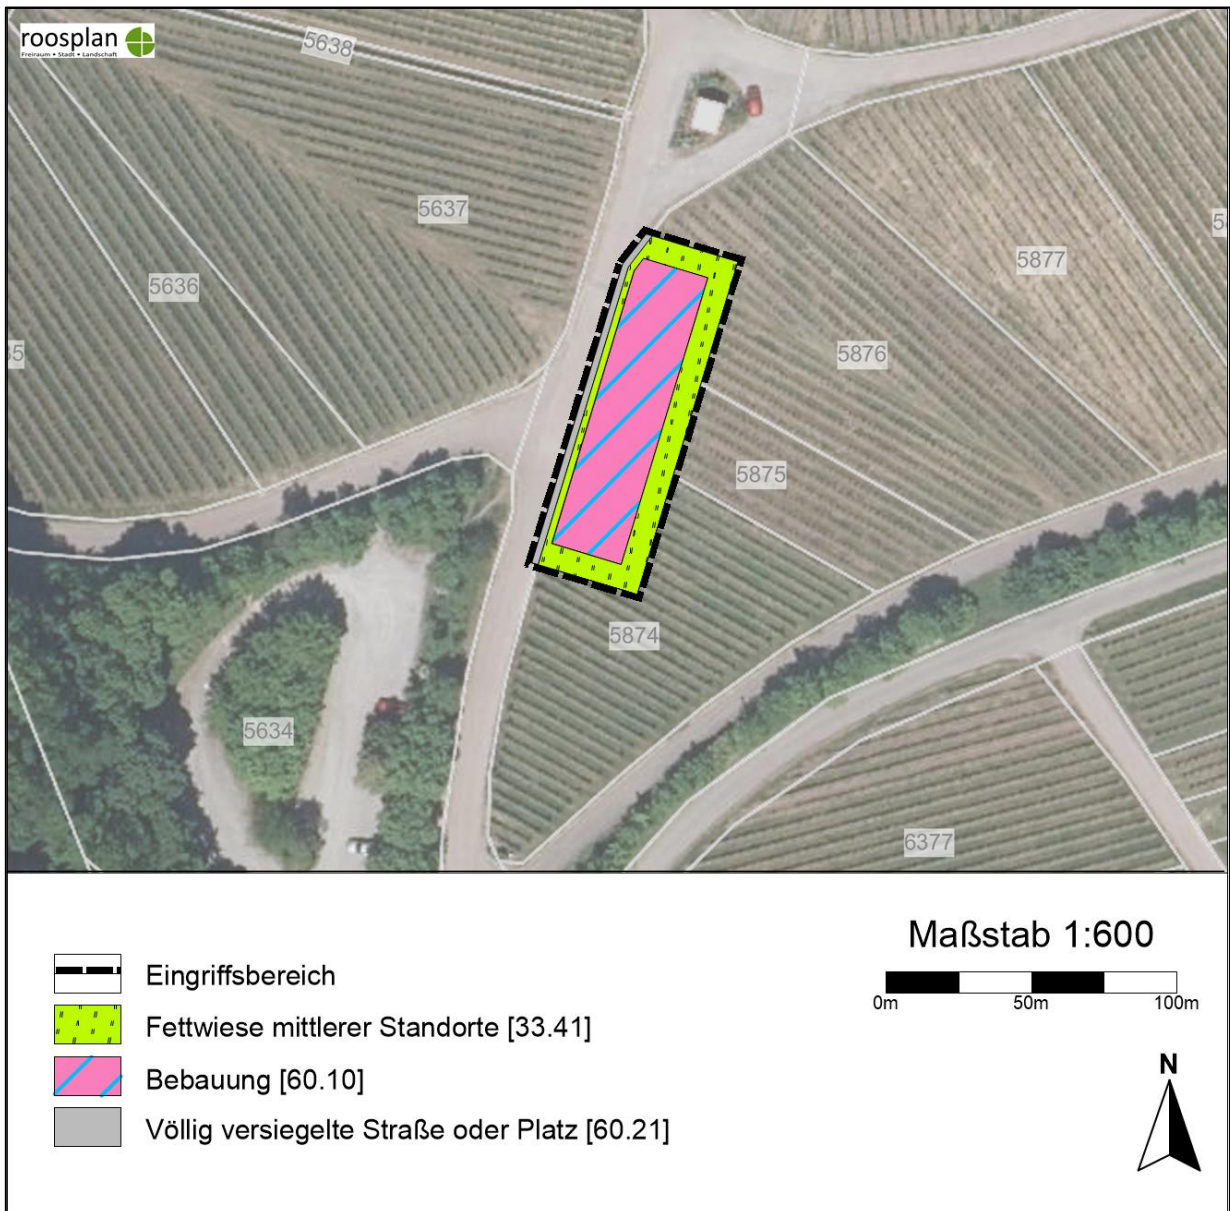 roosplan
Freiraum • Stadt • Landschaft
5638
5637
5636
35
5877
5876
5875
5874
5634
6377
Eingriffsbereich
Fettwiese mittlerer Standorte [33.41]
Bebauung [60.10]
Völlig versiegelte Straße oder Platz [60.21]
Maßstab 1:600
0m 50m 100m
N